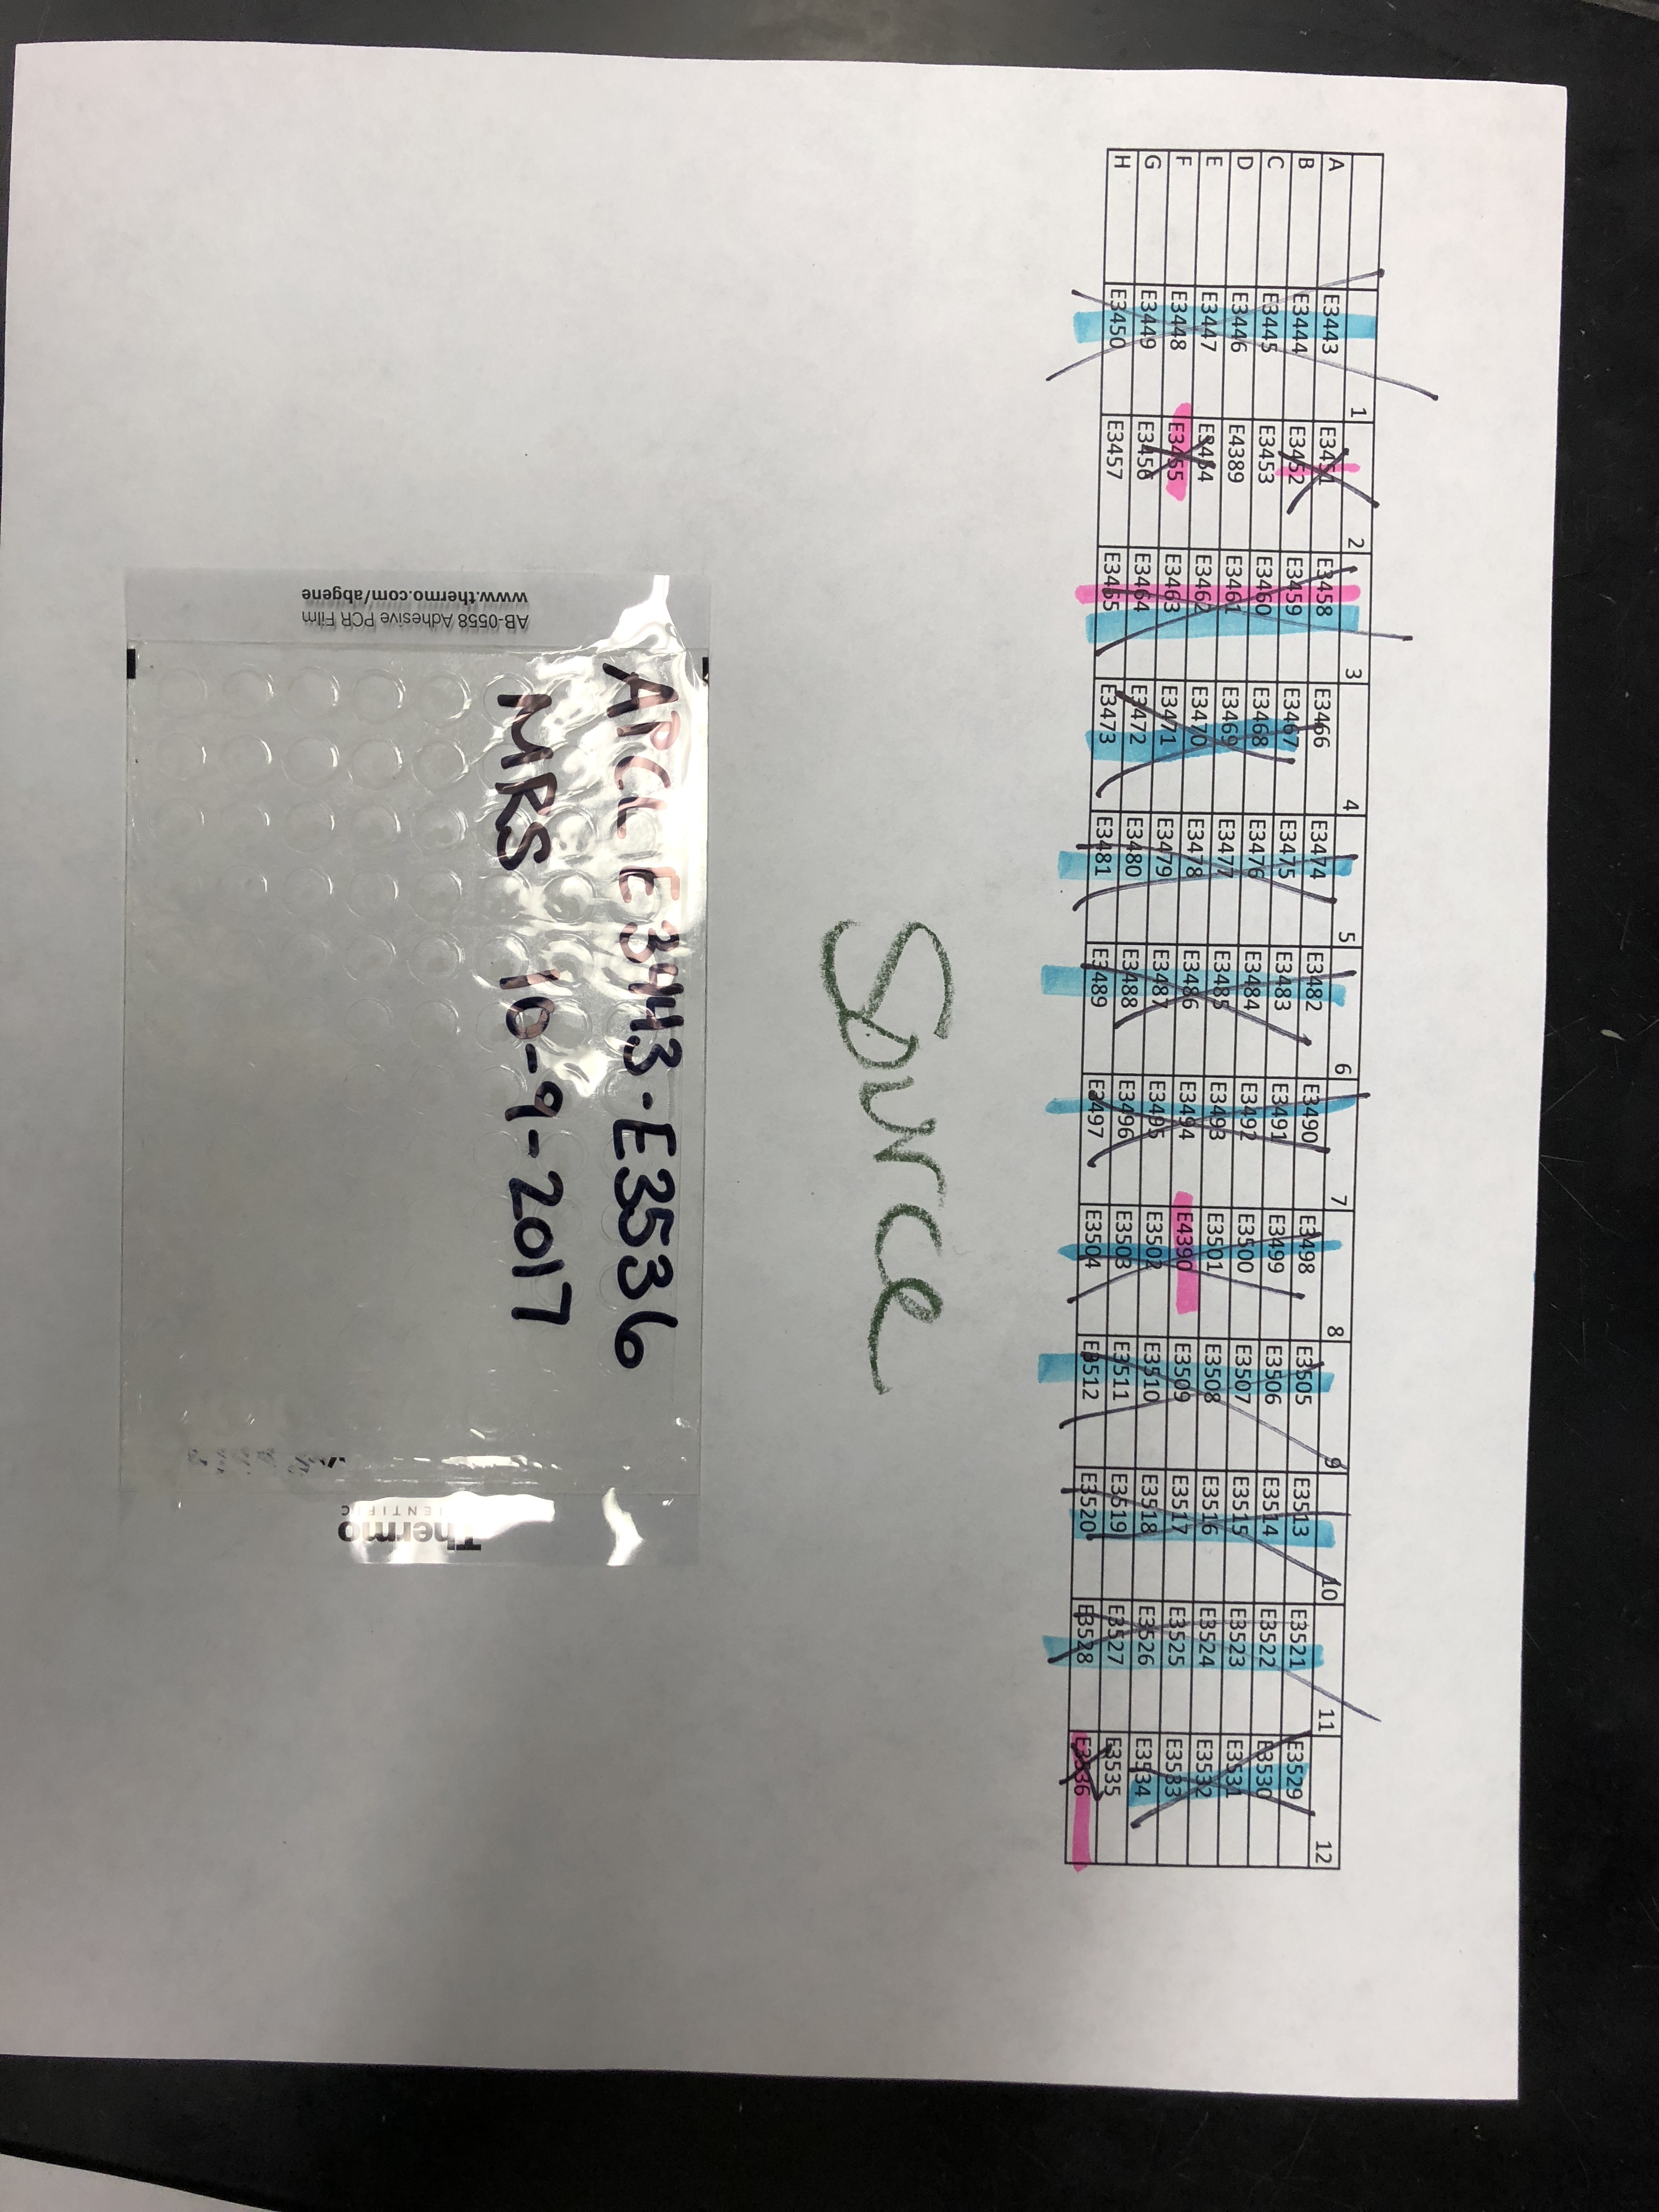 1 2 3 4 5 6 7 8 9 10 11 12
A E3443 E3451 E3458 E3466 E3474 E3482 E3490 E3498 E3505 E3513 E3521 E3529
B E3444 E3452 E3459 E3467 E3475 E3483 E3491 E3499 E3506 E3514 E3522 E3530
C E3445 E3453 E3460 E3468 E3476 E3484 E3492 E3500 E3507 E3515 E3523 E3531
D E3446 E4389 E3461 E3469 E3477 E3485 E3493 E3501 E3508 E3516 E3524 E3532
E E3447 E3454 E3462 E3470 E3478 E3486 E3494 E4390 E3509 E3517 E3525 E3533
F E3448 E3455 E3463 E3471 E3479 E3487 E3495 E3502 E3510 E3518 E3526 E3534
G E3449 E3456 E3464 E3472 E3480 E3488 E3496 E3503 E3511 E3519 E3527 E3535
H E3450 E3457 E3465 E3473 E3481 E3489 E3497 E3504 E3512 E3520 E3528 E3536
Source
APCL E3443-E3536
MRS 10-9-2017
AB-0558 Adhesive PCR Film
www.thermo.com/abgene
Thermo